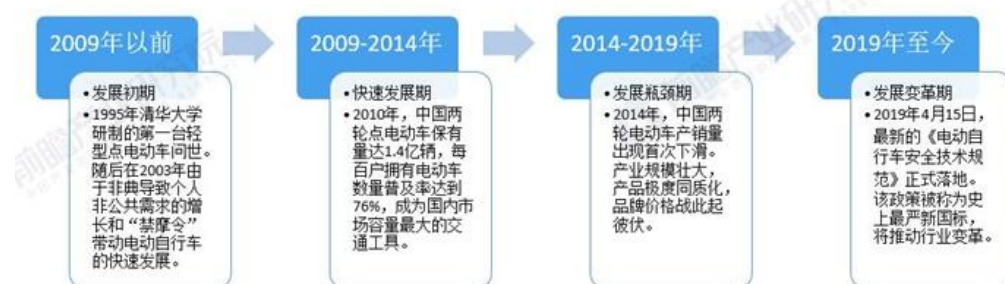 2009年以前
•发展初期
•1995年清华大学
研制的第一台轻
型点电动车问世。
随后在2003年由
于非典导致个人
非公共需求的增
长和“禁摩令”
带动电动自行车
的快速发展。
2009-2014年
•快速发展期
•2010年，中国两
轮点电动车保有
量达1.4亿辆，每
百户拥有电动车
数量普及率达到
76%，成为国内市
场容量最大的交
通工具。
2014-2019年
•发展瓶颈期
•2014年，中国两
轮电动车产销量
出现首次下滑。
产业规模壮大，
产品极度同质化，
品牌价格战此起
彼伏。
2019年至今
•发展变革期
•2019年4月15日，
最新的《电动自
行车安全技术规
范》正式落地。
该政策被称为史
上最严新国标，
将推动行业变革。